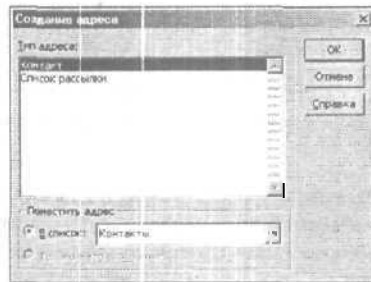 Создание адреса
Тип адреса:
Контакт
Список рассылки
OK
Отмена
Справка
Поместить адрес
В список: Контакты